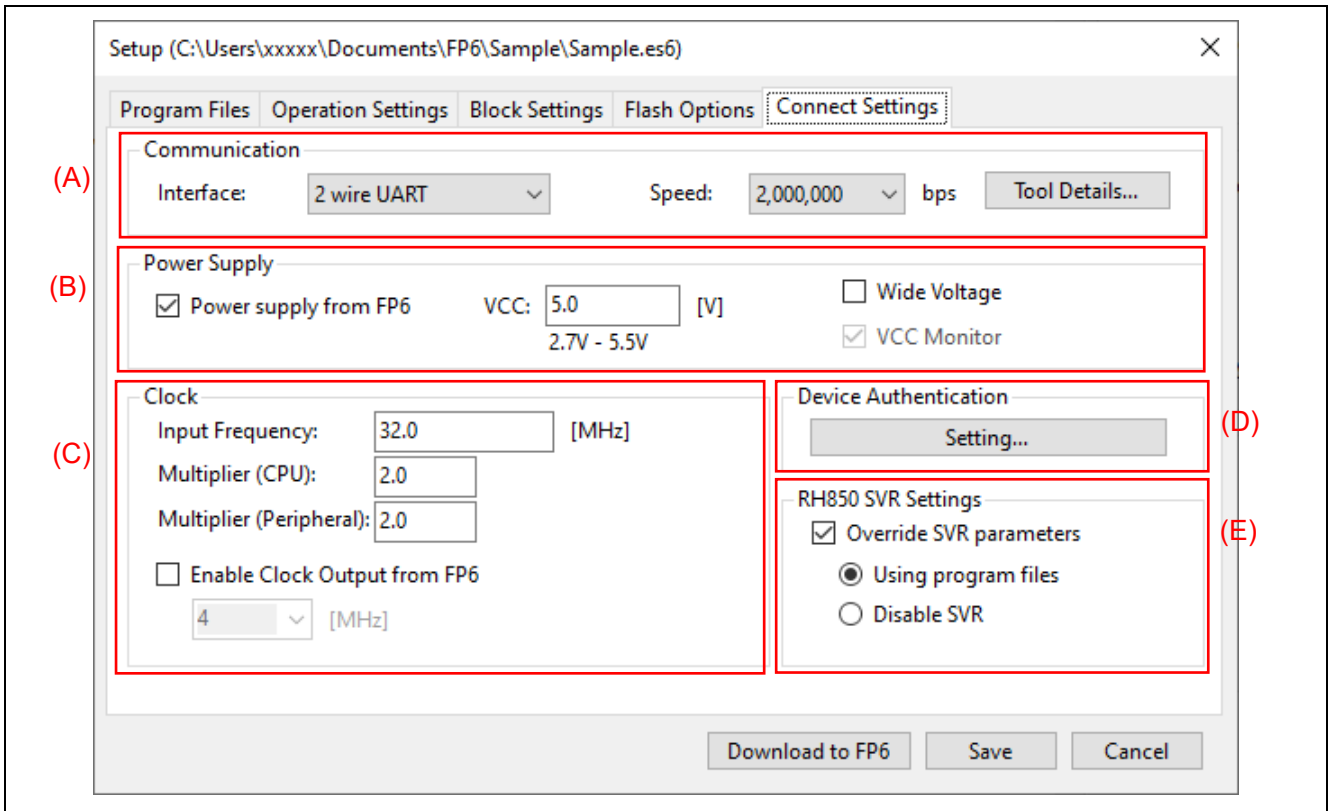 Setup (C:\Users\xxxxx\Documents\FP6\Sample\Sample.es6)
Program Files Operation Settings Block Settings Flash Options Connect Settings
(A)
Communication
Interface: 2 wire UART Speed: 2,000,000 bps Tool Details...
(B)
Power Supply
Power supply from FP6 VCC: 5.0 [V] Wide Voltage
2.7V - 5.5V VCC Monitor
(C)
Clock
Input Frequency: 32.0 [MHz]
Multiplier (CPU): 2.0
Multiplier (Peripheral): 2.0
Enable Clock Output from FP6
4 [MHz]
Device Authentication
Setting...
(D)
RH850 SVR Settings
Override SVR parameters
(E)
Using program files
Disable SVR
Download to FP6 Save Cancel